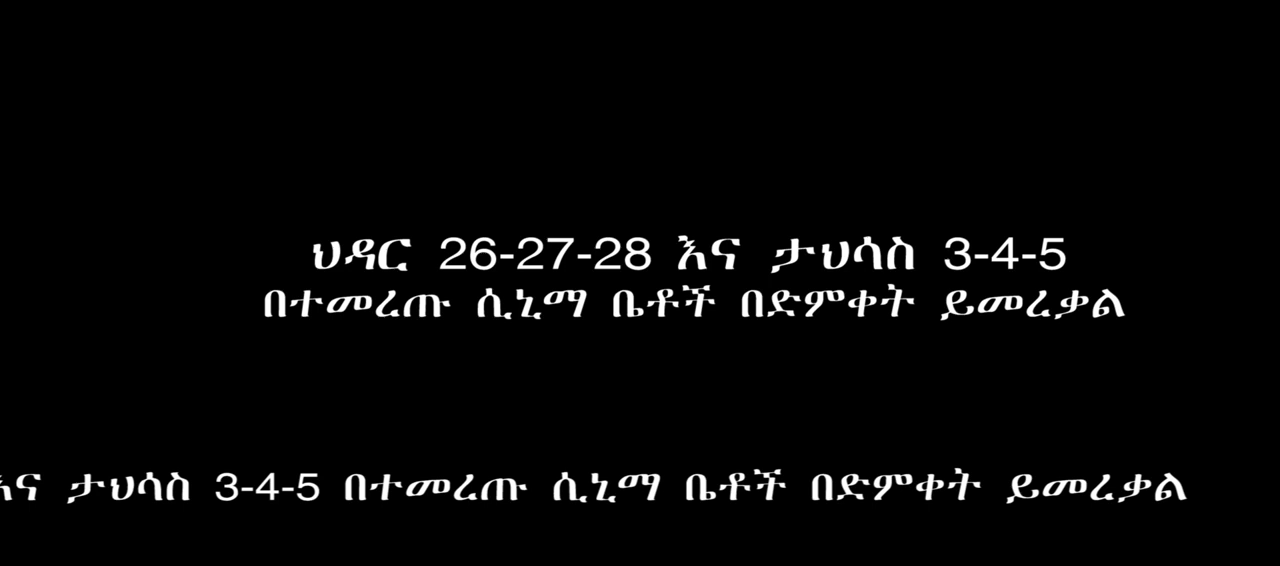 ህዳር 26-27-28 እና ታህሳስ 3-4-5
በተመረጡ ሲኒማ ቤቶች በድምቀት ይመረቃል
እና ታህሳስ 3-4-5 በተመረጡ ሲኒማ ቤቶች በድምቀት ይመረቃል